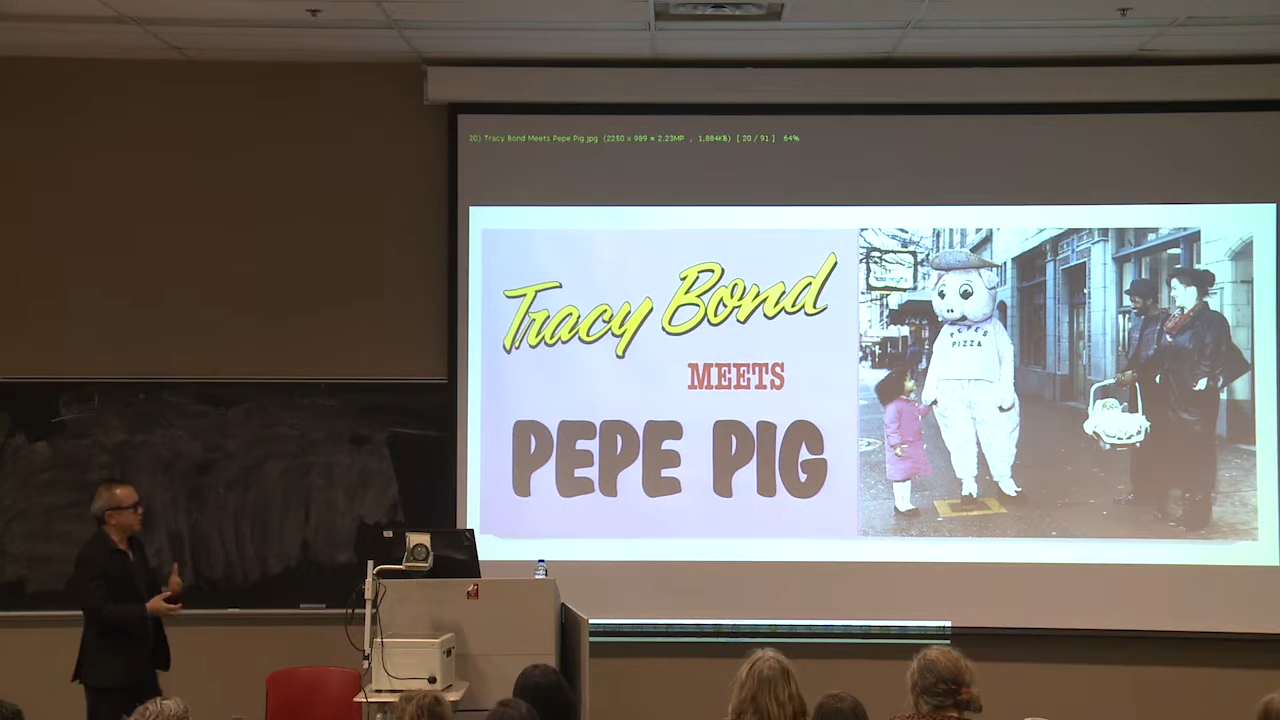 20) Tracy Bond Meets Pepe Pig.jpg (2250 x 989 = 2.23MP , 1,884KB) [ 20 / 91 ] 64%
Tracy Bond
MEETS
PEPE PIG
PEPE'S
PIZZA